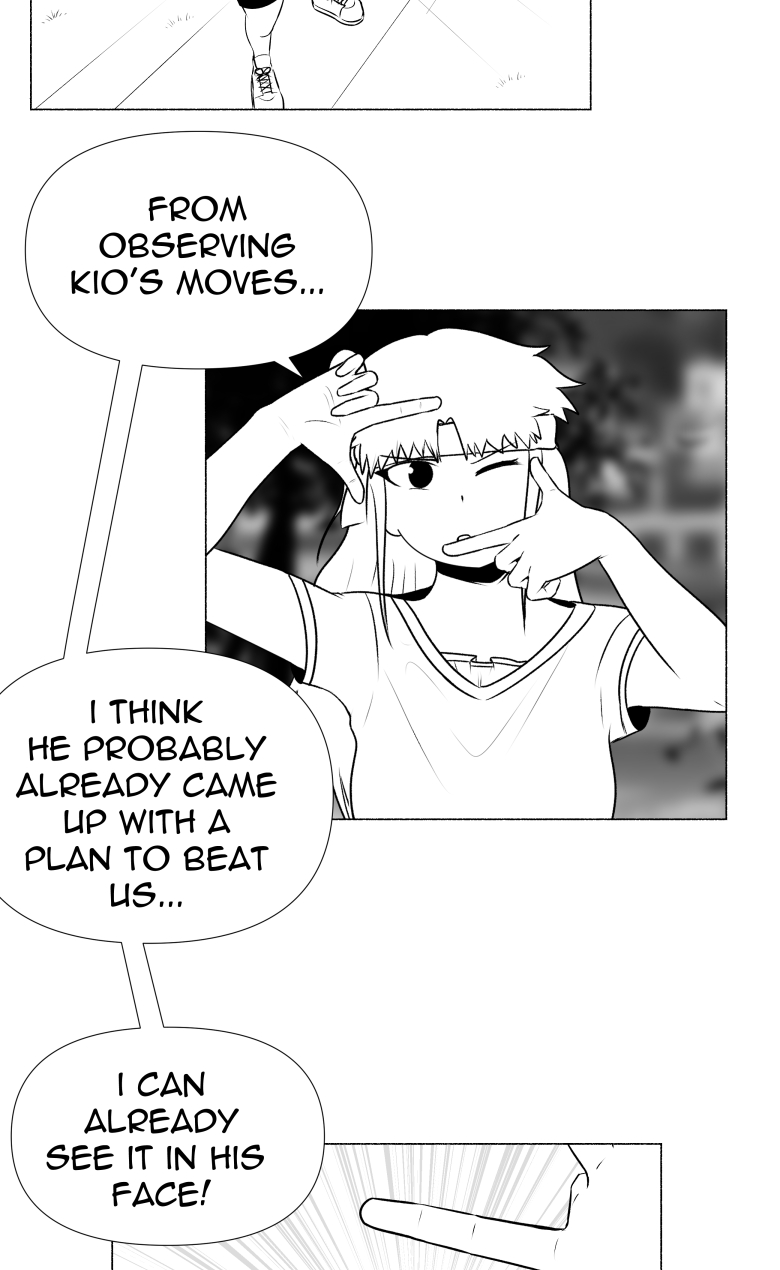 FROM
OBSERVING
KIO'S MOVES...
I THINK
HE PROBABLY
ALREADY CAME
UP WITH A
PLAN TO BEAT
US...
I CAN
ALREADY
SEE IT IN HIS
FACE!